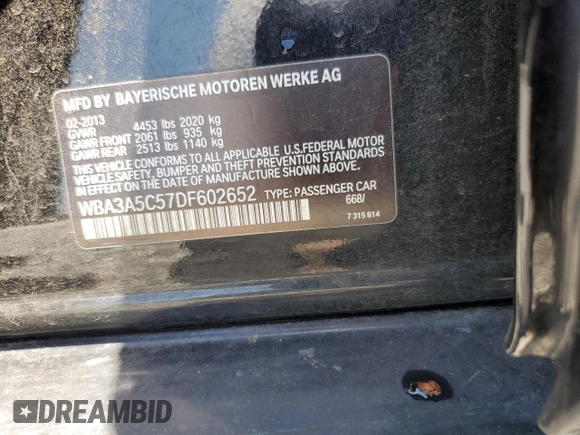 MFD BY BAYERISCHE MOTOREN WERKE AG
02-2013
GVWR 4453 lbs 2020 kg
GAWR FRONT 2061 lbs 935 kg
GAWR REAR 2513 lbs 1140 kg
THIS VEHICLE CONFORMS TO ALL APPLICABLE U.S.FEDERAL MOTOR
VEHICLE SAFETY, BUMPER, AND THEFT PREVENTION STANDARDS
IN EFFECT ON THE DATE OF MANUFACTURE SHOWN ABOVE.
WBA3A5C57DF602652 TYPE: PASSENGER CAR
668/
7 315 614
DREAMBID